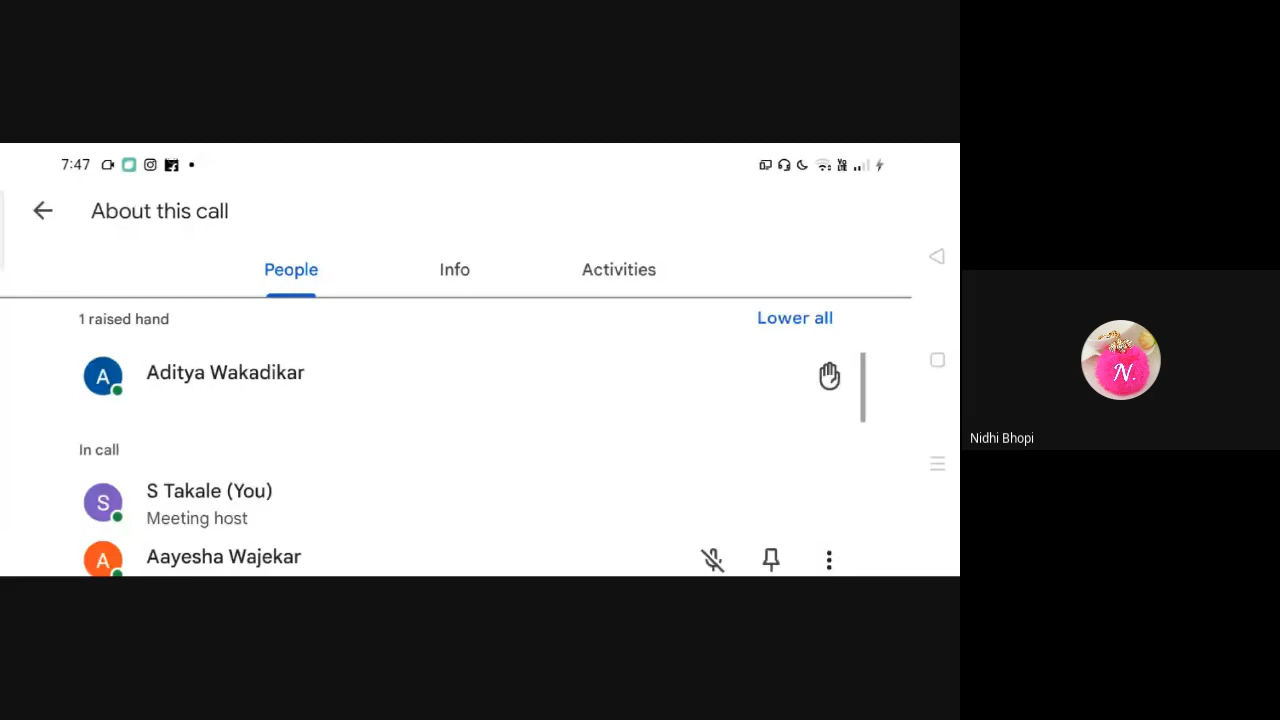 7:47
About this call
People Info Activities
1 raised hand Lower all
A Aditya Wakadikar
In call
S S Takale (You)
Meeting host
A Aayesha Wajekar
N.
Nidhi Bhopi